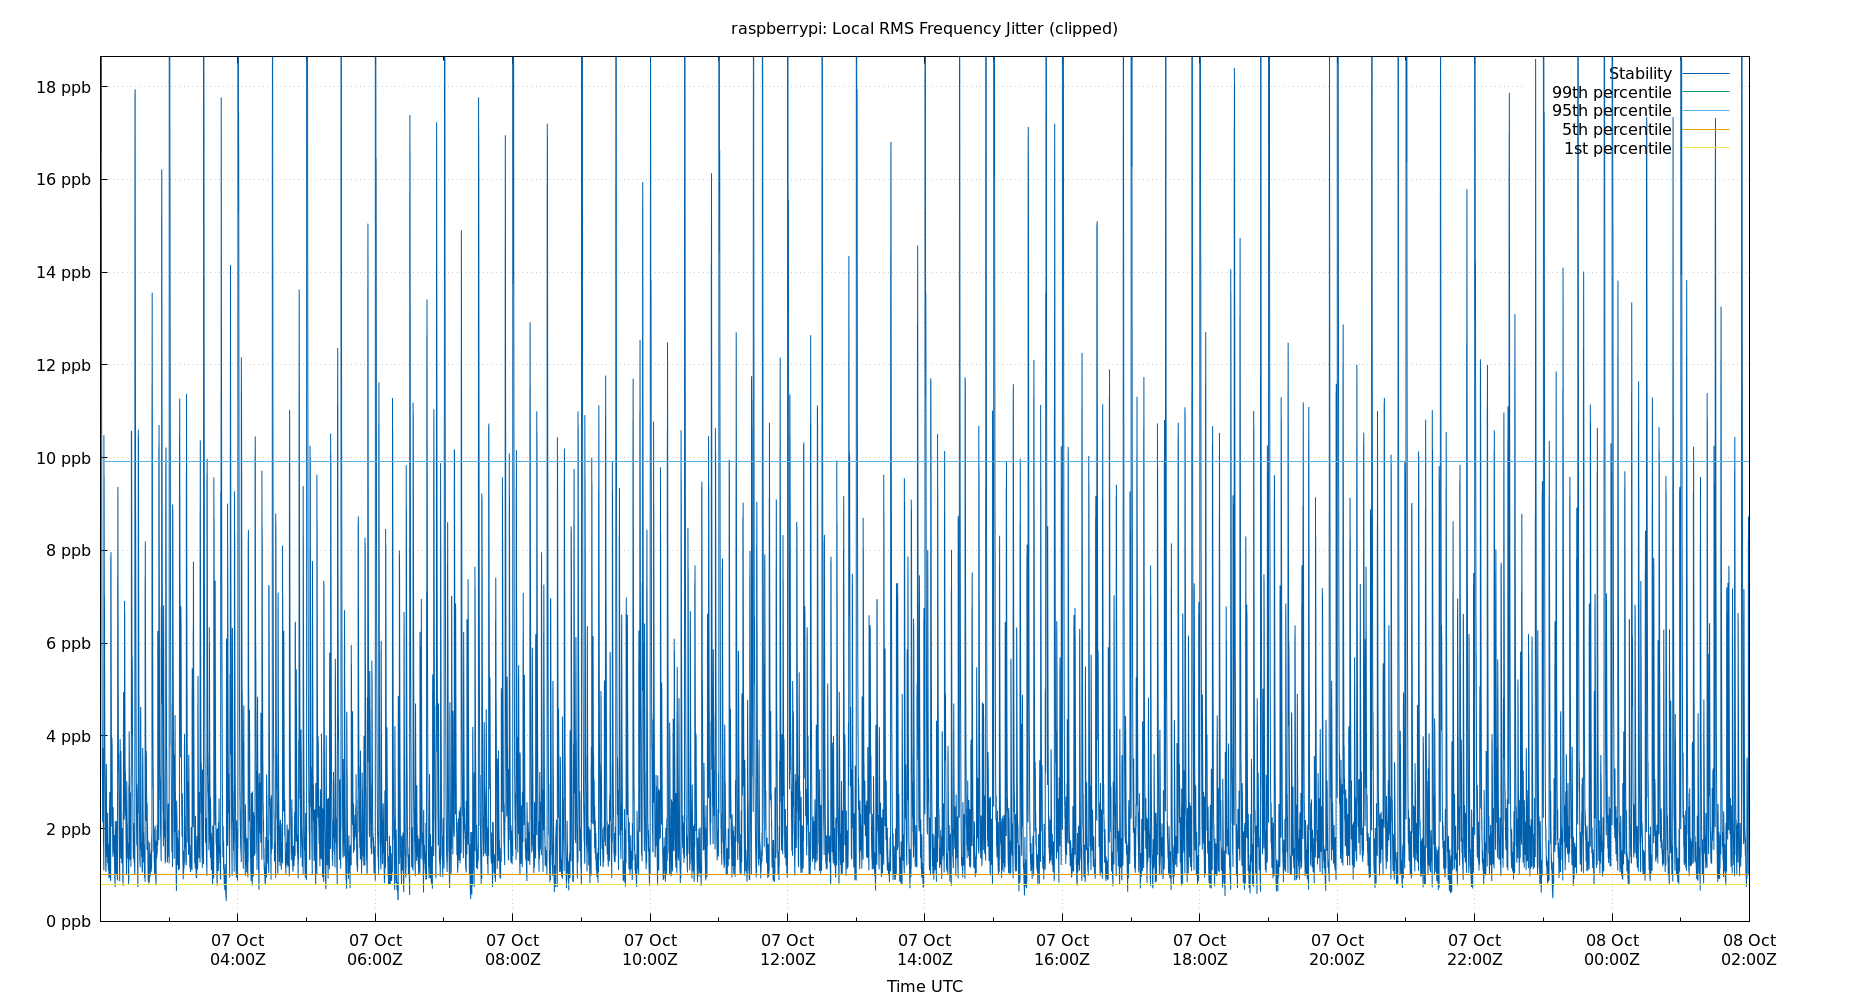 raspberrypi: Local RMS Frequency Jitter (clipped)
Stability
99th percentile
95th percentile
5th percentile
1st percentile
18 ppb
16 ppb
14 ppb
12 ppb
10 ppb
8 ppb
6 ppb
4 ppb
2 ppb
0 ppb
07 Oct 07 Oct 07 Oct 07 Oct 07 Oct 07 Oct 07 Oct 07 Oct 07 Oct 07 Oct 08 Oct 08 Oct
04:00Z 06:00Z 08:00Z 10:00Z 12:00Z 14:00Z 16:00Z 18:00Z 20:00Z 22:00Z 00:00Z 02:00Z
Time UTC